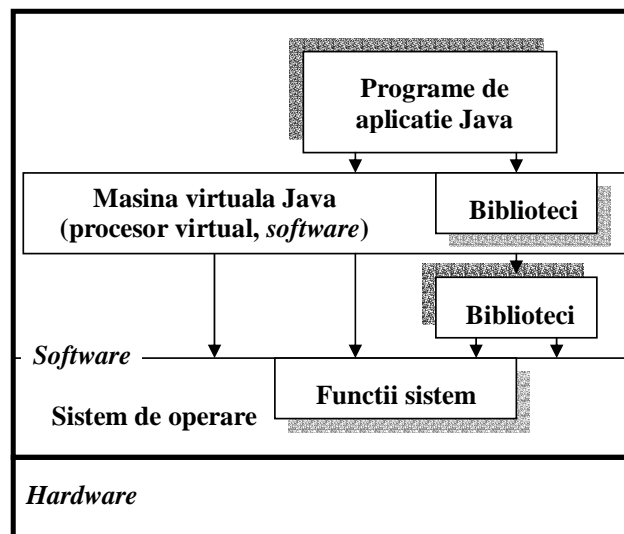 Programe de
aplicatie Java
Masina virtuala Java
(procesor virtual, software)
Biblioteci
Biblioteci
Software
Functii sistem
Sistem de operare
Hardware